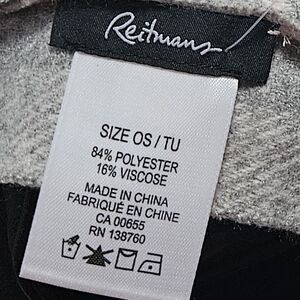 Reitmans
SIZE OS / TU
84% POLYESTER
16% VISCOSE
MADE IN CHINA
FABRIQUÉ EN CHINE
CA 00655
RN 138760